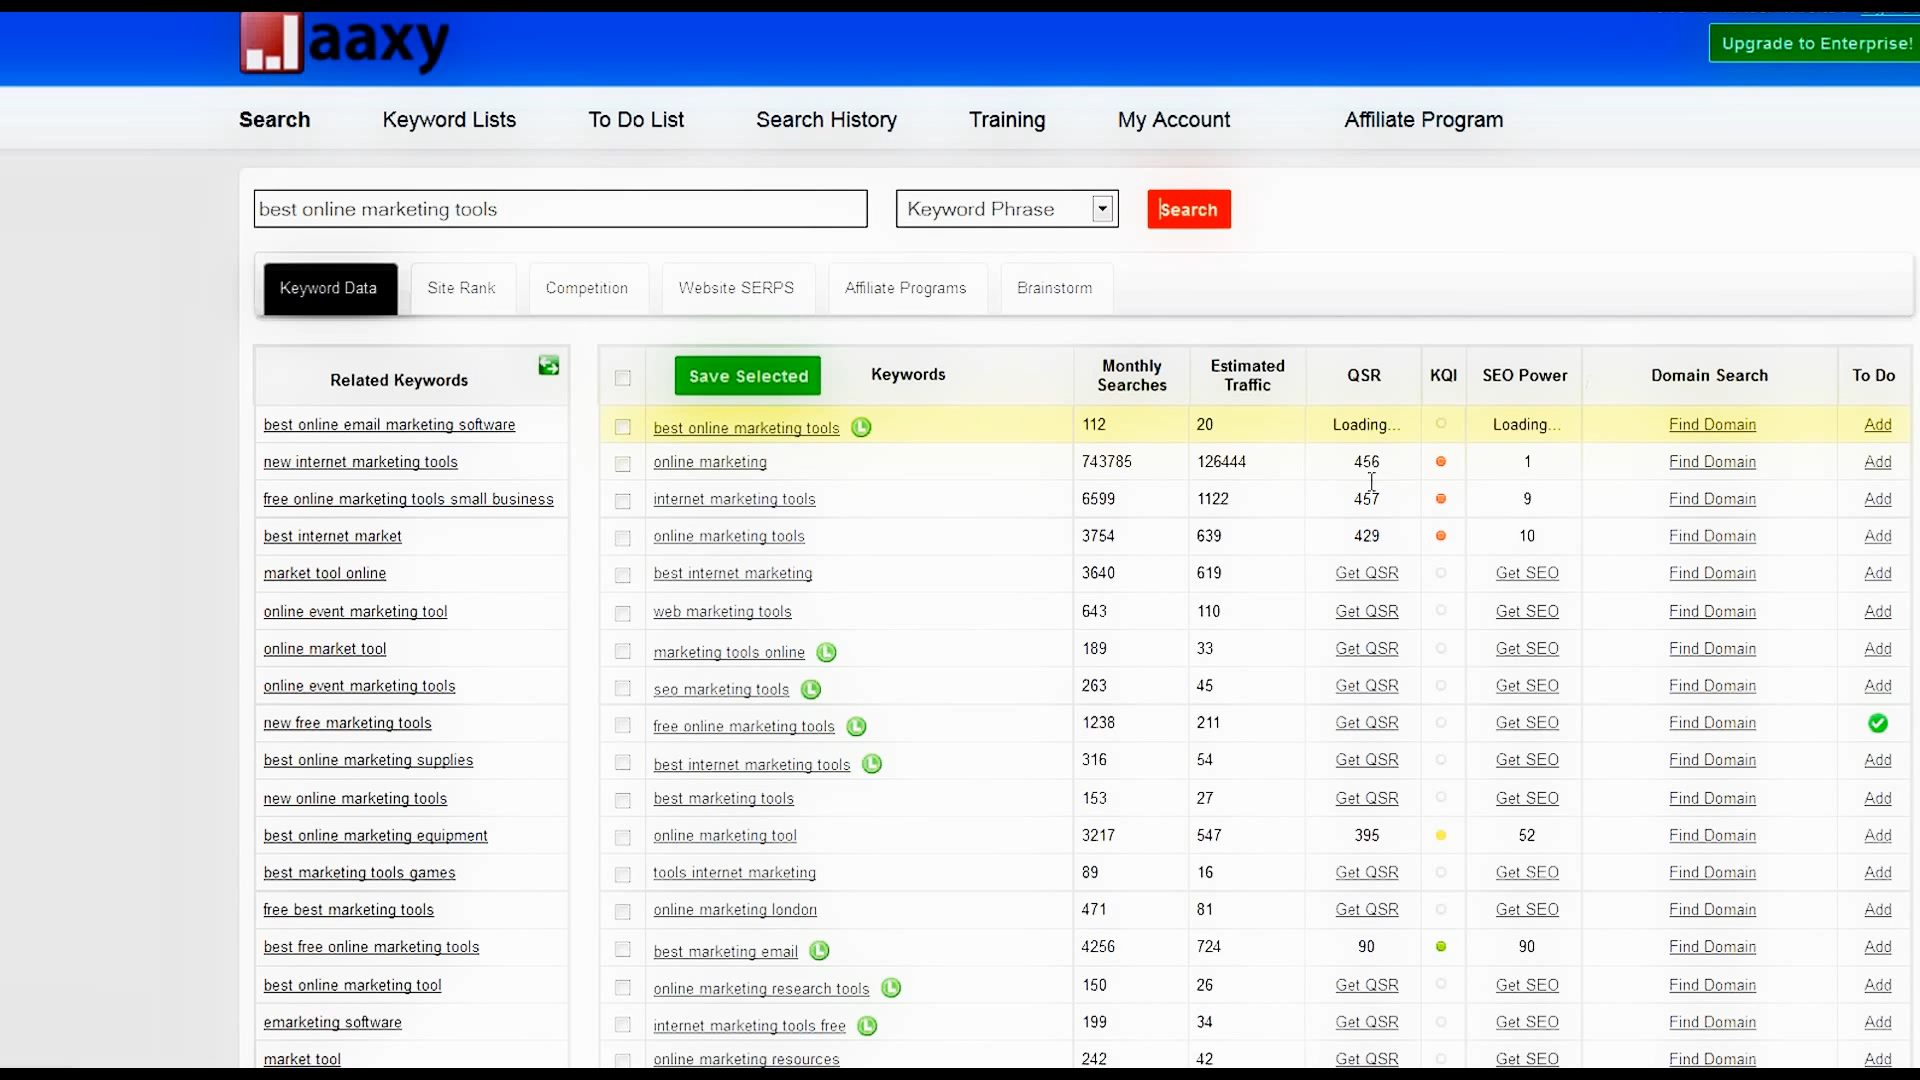 aaxy
Upgrade to Enterprise!
Search Keyword Lists To Do List Search History Training My Account Affiliate Program
best online marketing tools Keyword Phrase Search
Keyword Data Site Rank Competition Website SERPS Affiliate Programs Brainstorm
Related Keywords
best online email marketing software
new internet marketing tools
free online marketing tools small business
best internet market
market tool online
online event marketing tool
online market tool
online event marketing tools
new free marketing tools
best online marketing supplies
new online marketing tools
best online marketing equipment
best marketing tools games
free best marketing tools
best free online marketing tools
best online marketing tool
emarketing software
market tool
Save Selected Keywords Monthly Searches Estimated Traffic QSR KQI SEO Power Domain Search To Do
best online marketing tools 112 20 Loading... Loading... Find Domain Add
online marketing 743785 126444 456 1 Find Domain Add
internet marketing tools 6599 1122 457 9 Find Domain Add
online marketing tools 3754 639 429 10 Find Domain Add
best internet marketing 3640 619 Get QSR Get SEO Find Domain Add
web marketing tools 643 110 Get QSR Get SEO Find Domain Add
marketing tools online 189 33 Get QSR Get SEO Find Domain Add
seo marketing tools 263 45 Get QSR Get SEO Find Domain Add
free online marketing tools 1238 211 Get QSR Get SEO Find Domain
best internet marketing tools 316 54 Get QSR Get SEO Find Domain Add
best marketing tools 153 27 Get QSR Get SEO Find Domain Add
online marketing tool 3217 547 395 52 Find Domain Add
tools internet marketing 89 16 Get QSR Get SEO Find Domain Add
online marketing london 471 81 Get QSR Get SEO Find Domain Add
best marketing email 4256 724 90 90 Find Domain Add
online marketing research tools 150 26 Get QSR Get SEO Find Domain Add
internet marketing tools free 199 34 Get QSR Get SEO Find Domain Add
online marketing resources 242 42 Get QSR Get SEO Find Domain Add